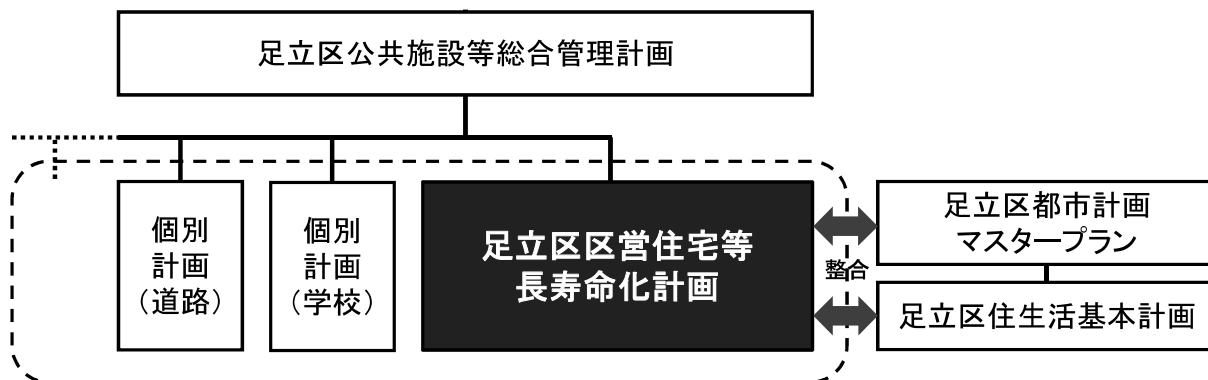 足立区公共施設等総合管理計画
個別
計画
（道路）
個別
計画
（学校）
足立区区営住宅等
長寿命化計画
整合
足立区都市計画
マスタープラン
足立区住生活基本計画